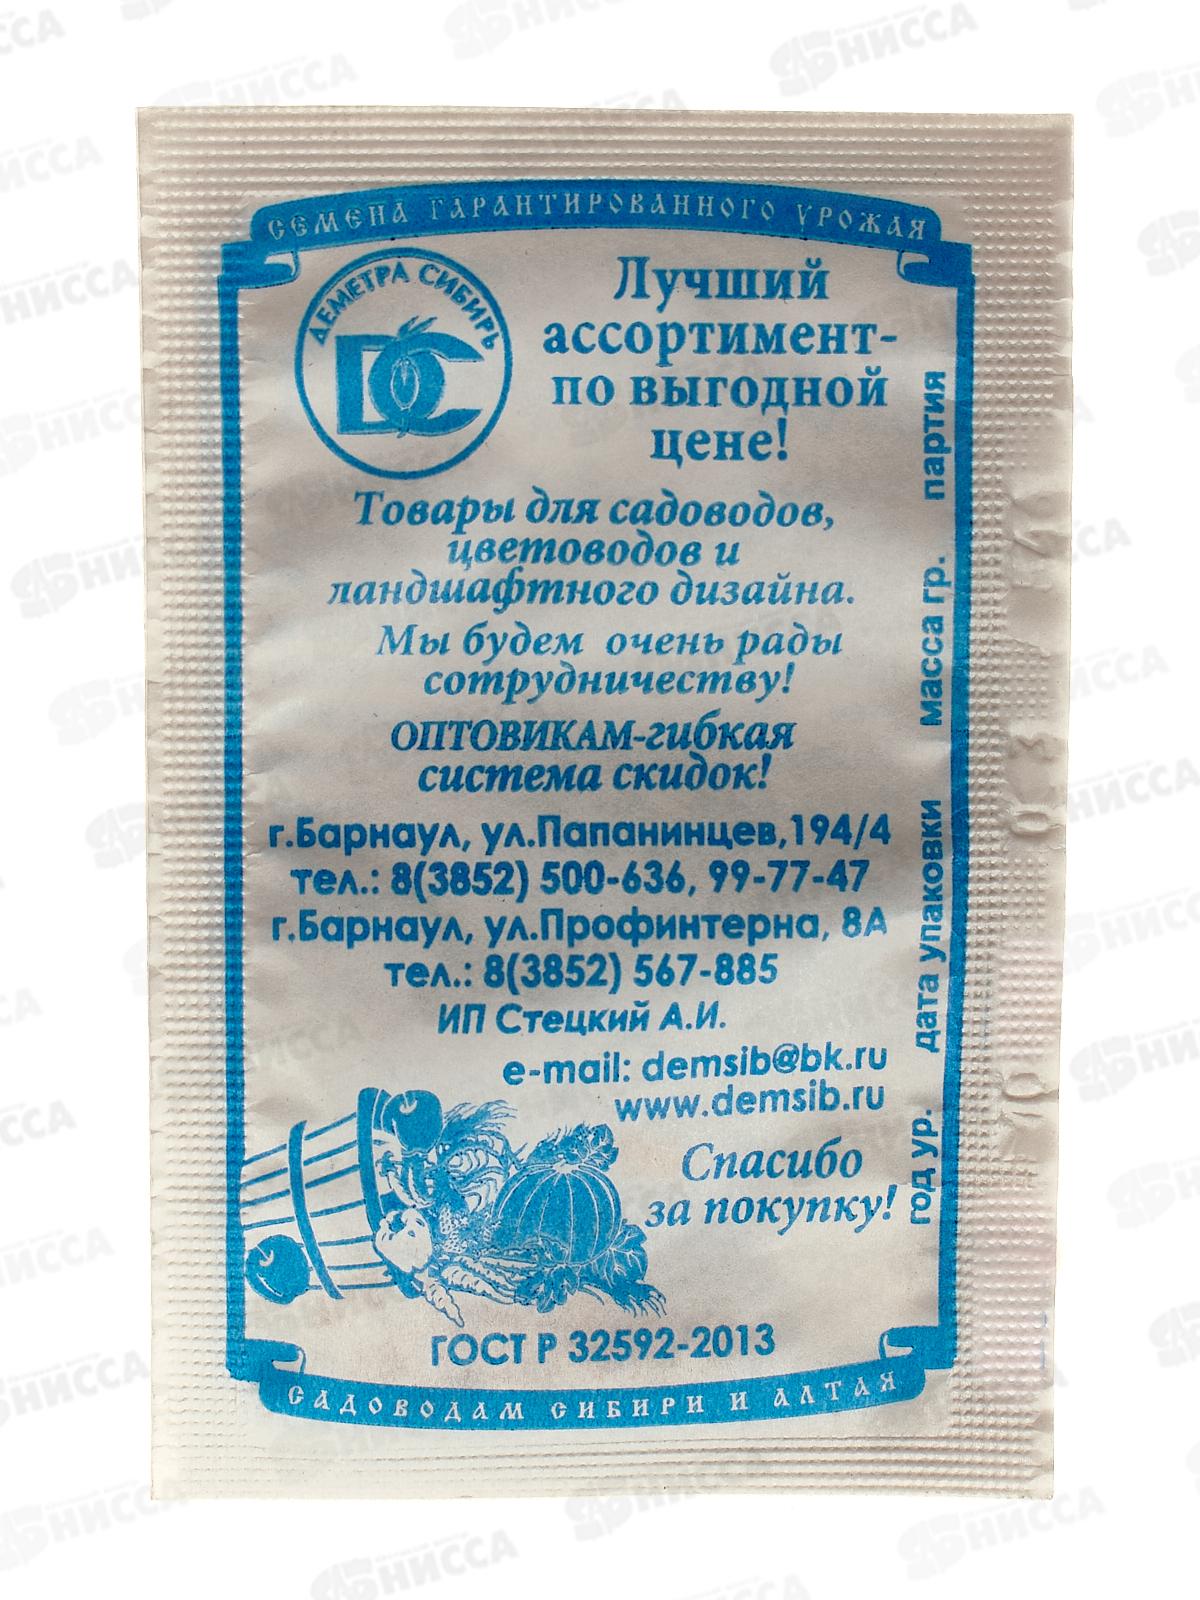 СЕМЕНА ГАРАНТИРОВАННОГО УРОЖАЯ
ДЕМЕТРА СИБИРЬ
DC
Лучший
ассортимент-
по выгодной
цене!
Товары для садоводов,
цветоводов и
ландшафтного дизайна.
Мы будем очень рады
сотрудничеству!
ОПТОВИКАМ-гибкая
система скидок!
г.Барнаул, ул.Папанинцев,194/4
тел.: 8(3852) 500-636, 99-77-47
г.Барнаул, ул.Профинтерна, 8А
тел.: 8(3852) 567-885
ИП Стецкий А.И.
e-mail: demsib@bk.ru
www.demsib.ru
Спасибо
за покупку!
ГОСТ Р 32592-2013
САДОВОДАМ СИБИРИ И АЛТАЯ
год ур. дата упаковки масса гр. партия
НИССА